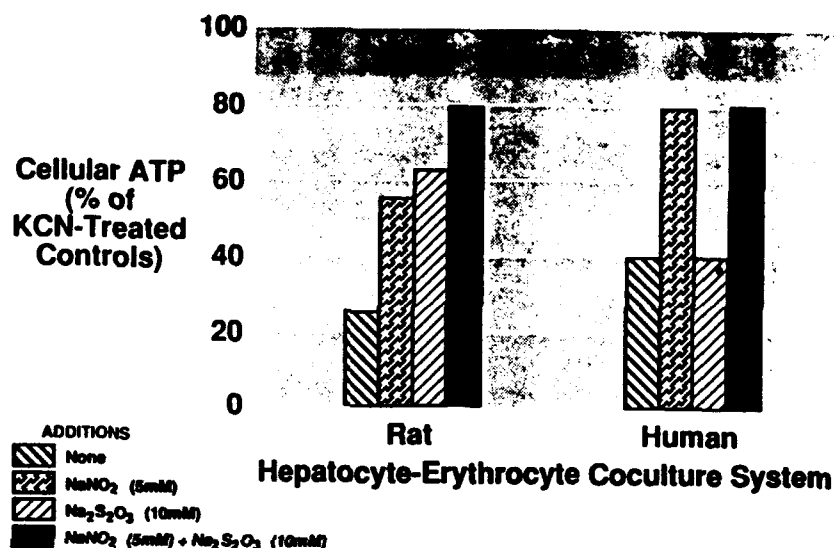 100
80
60
40
20
0
Cellular ATP
(% of
KCN-Treated
Controls)
Rat
Human
Hepatocyte-Erythrocyte Coculture System
ADDITIONS
None
NaNO₂ (5mM)
Na₂S₂O₃ (10mM)
NaNO₂ (5mM) + Na₂S₂O₃ (10mM)